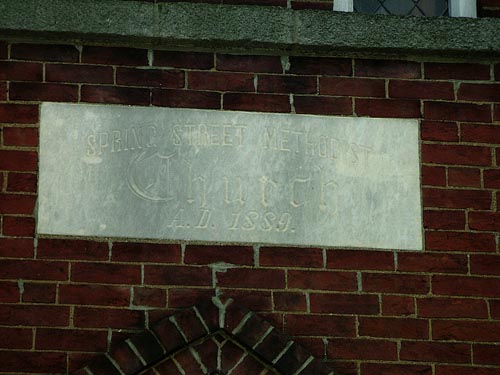 SPRING STREET METHODIST
Church
A.D. 1889.